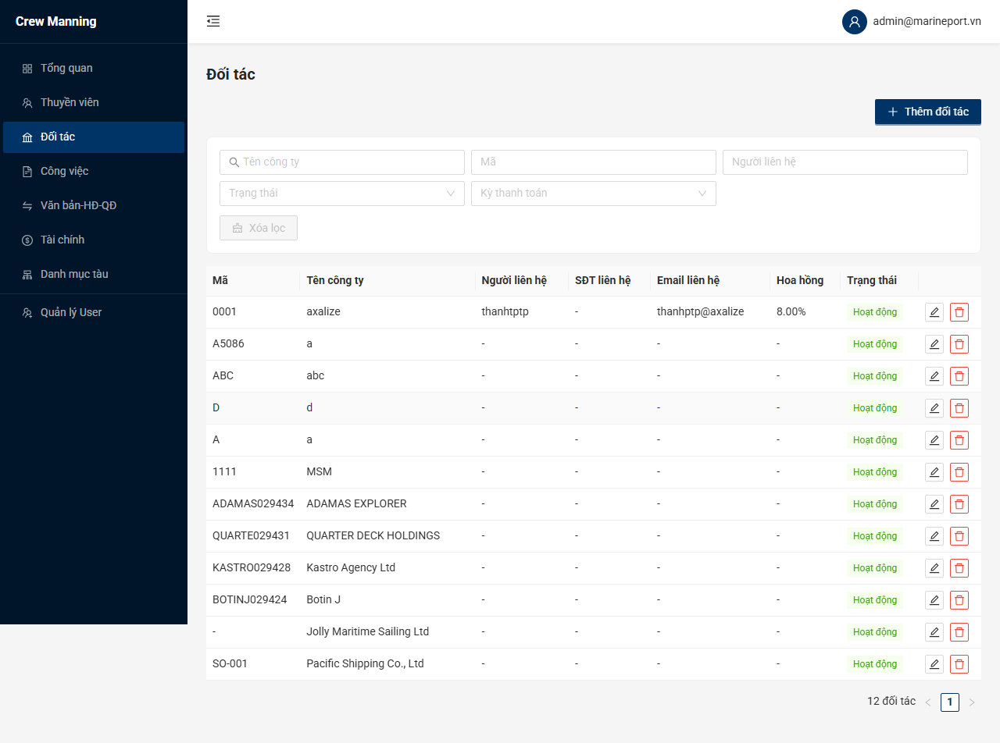 Crew Manning
admin@marineport.vn
Tổng quan
Thuyền viên
Đối tác
Công việc
Văn bản-HĐ-QĐ
Tài chính
Danh mục tàu
Quản lý User
Đối tác
Thêm đối tác
Tên công ty Mã Người liên hệ
Trạng thái Kỳ thanh toán
Xóa lọc
Mã Tên công ty Người liên hệ SĐT liên hệ Email liên hệ Hoa hồng Trạng thái
0001 axalize thanhtptp - thanhptp@axalize 8.00% Hoạt động
A5086 a - - - - Hoạt động
ABC abc - - - - Hoạt động
D d - - - - Hoạt động
A a - - - - Hoạt động
1111 MSM - - - - Hoạt động
ADAMAS029434 ADAMAS EXPLORER - - - - Hoạt động
QUARTE029431 QUARTER DECK HOLDINGS - - - - Hoạt động
KASTRO029428 Kastro Agency Ltd - - - - Hoạt động
BOTINJ029424 Botin J - - - - Hoạt động
- Jolly Maritime Sailing Ltd - - - - Hoạt động
SO-001 Pacific Shipping Co., Ltd - - - - Hoạt động
12 đối tác 1